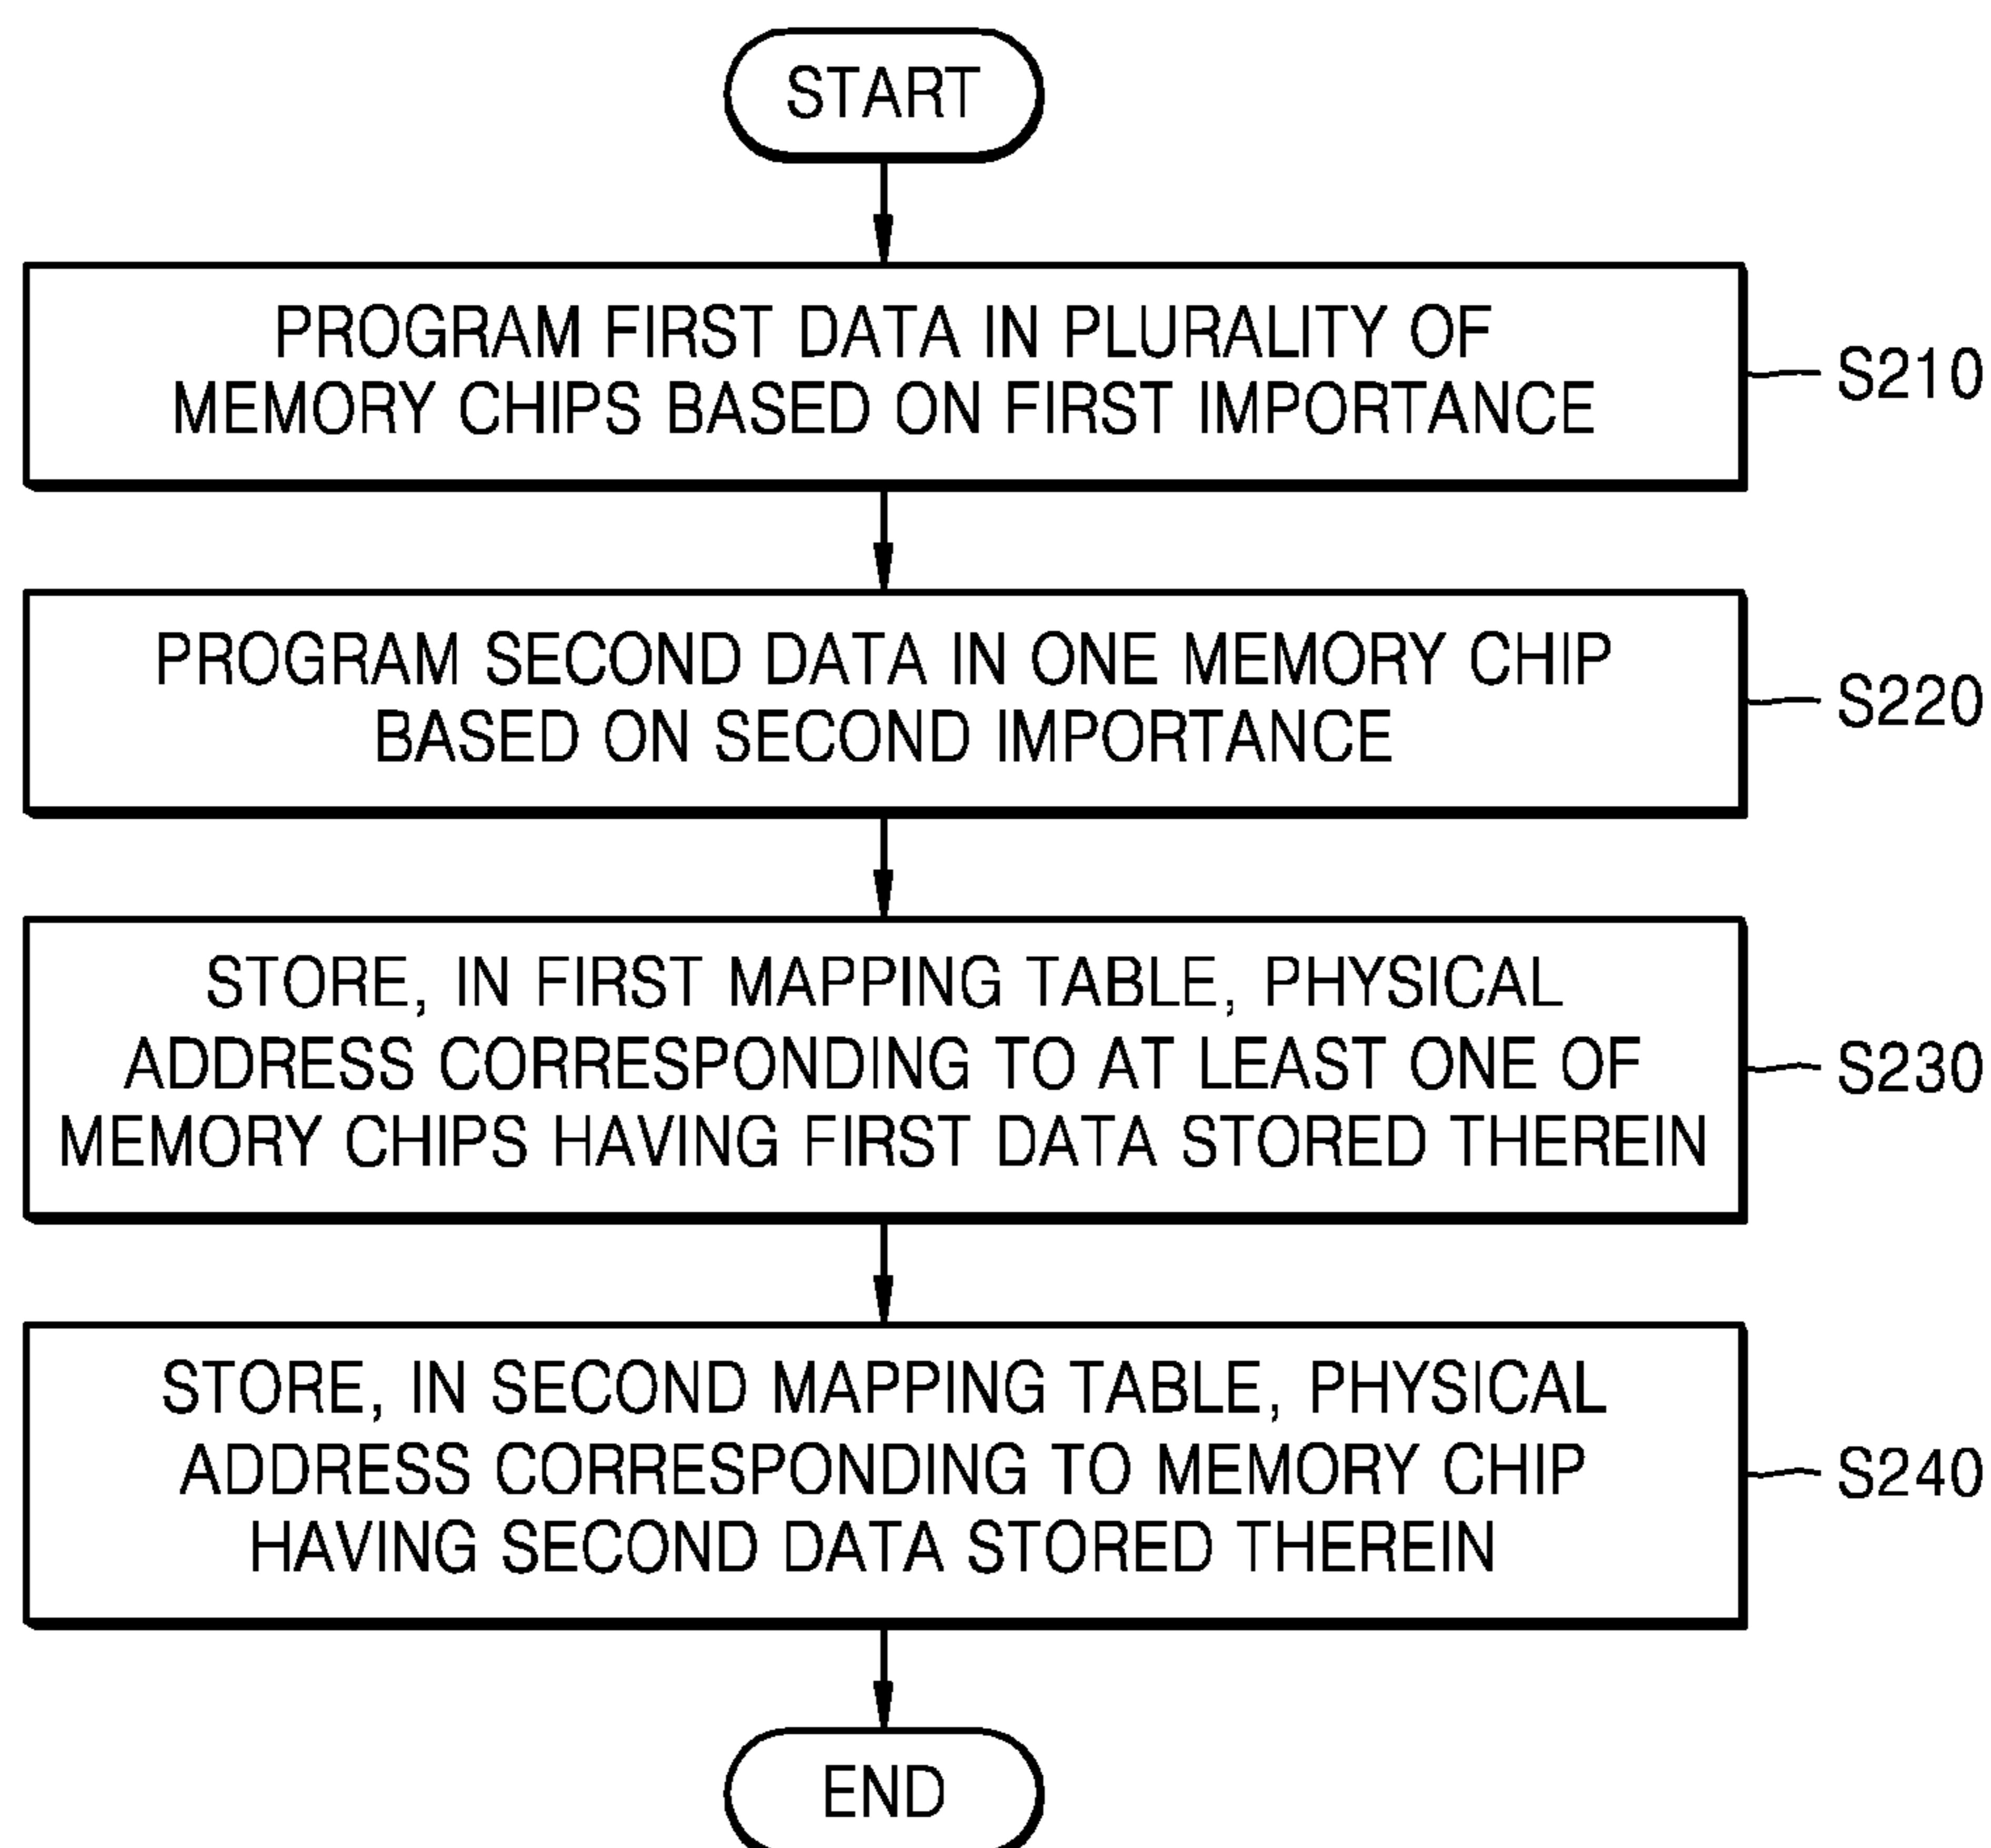 START
PROGRAM FIRST DATA IN PLURALITY OF
MEMORY CHIPS BASED ON FIRST IMPORTANCE
S210
PROGRAM SECOND DATA IN ONE MEMORY CHIP
BASED ON SECOND IMPORTANCE
S220
STORE, IN FIRST MAPPING TABLE, PHYSICAL
ADDRESS CORRESPONDING TO AT LEAST ONE OF
MEMORY CHIPS HAVING FIRST DATA STORED THEREIN
S230
STORE, IN SECOND MAPPING TABLE, PHYSICAL
ADDRESS CORRESPONDING TO MEMORY CHIP
HAVING SECOND DATA STORED THEREIN
S240
END